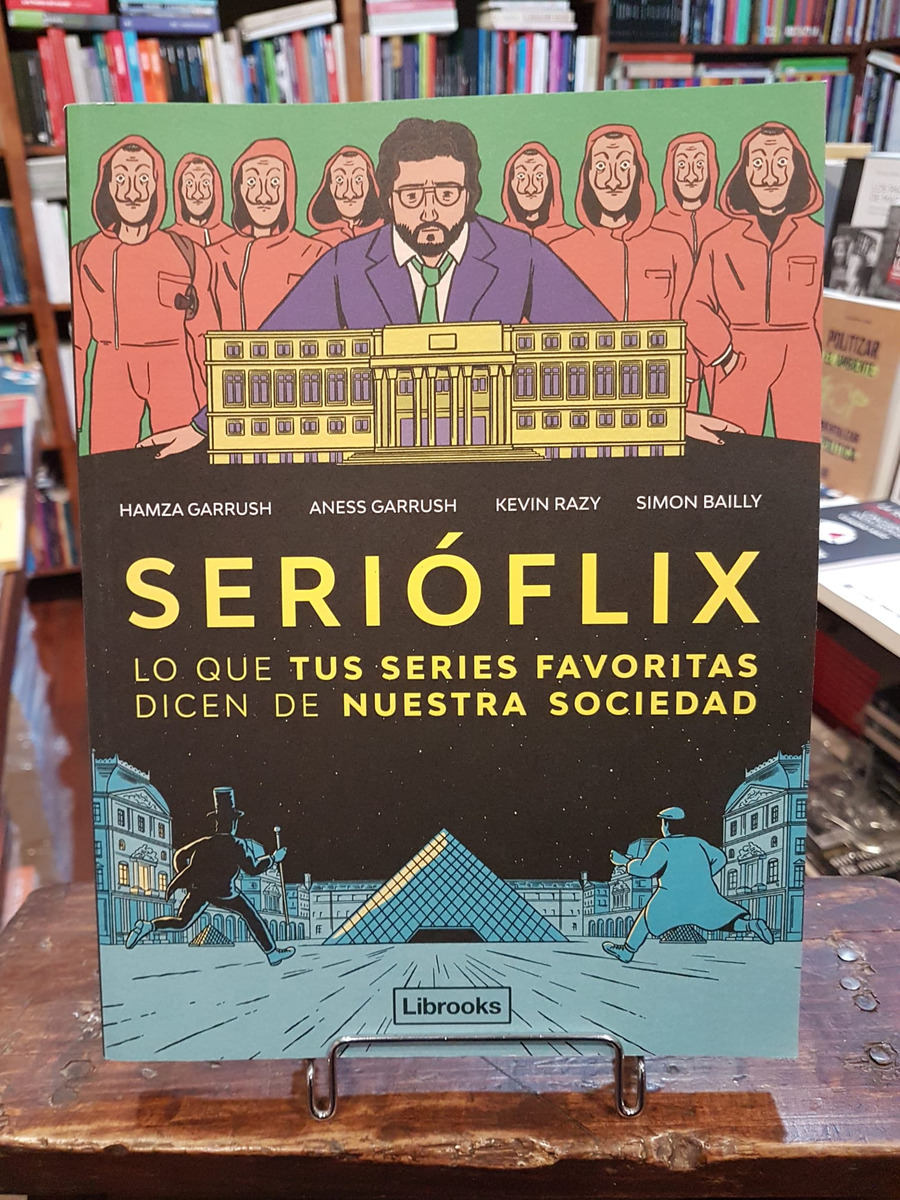 HAMZA GARRUSH ANESS GARRUSH KEVIN RAZY SIMON BAILLY
SERIÓFLIX
LO QUE TUS SERIES FAVORITAS
DICEN DE NUESTRA SOCIEDAD
Librooks
POLITIZAR